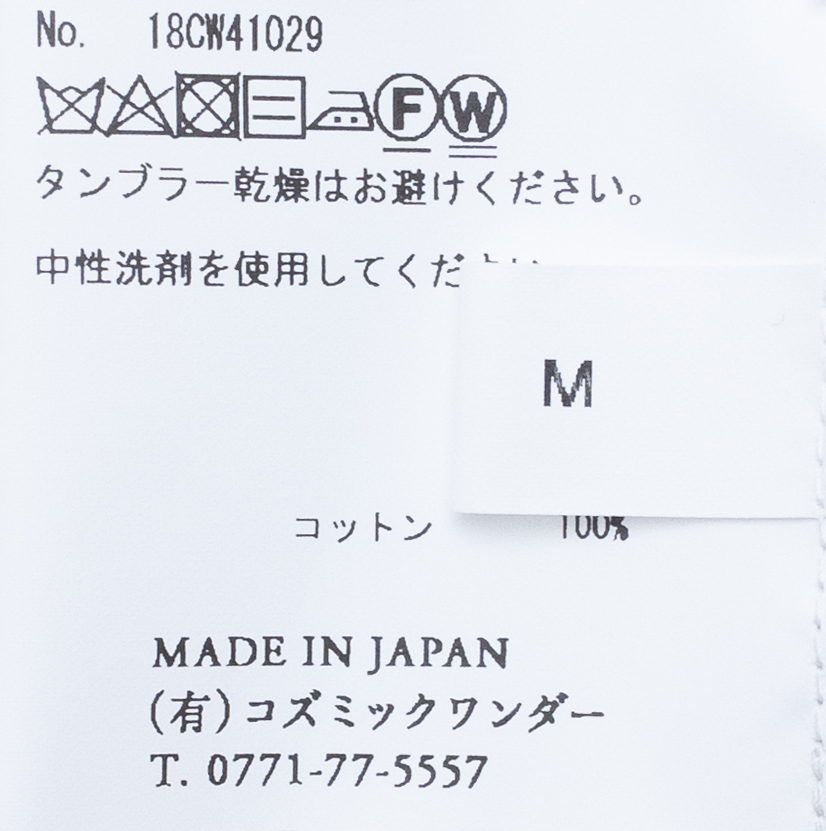 No. 18CW41029
F W
タンブラー乾燥はお避けください。
中性洗剤を使用してくだ
M
コットン 100%
MADE IN JAPAN
(有)コズミックワンダー
T. 0771-77-5557